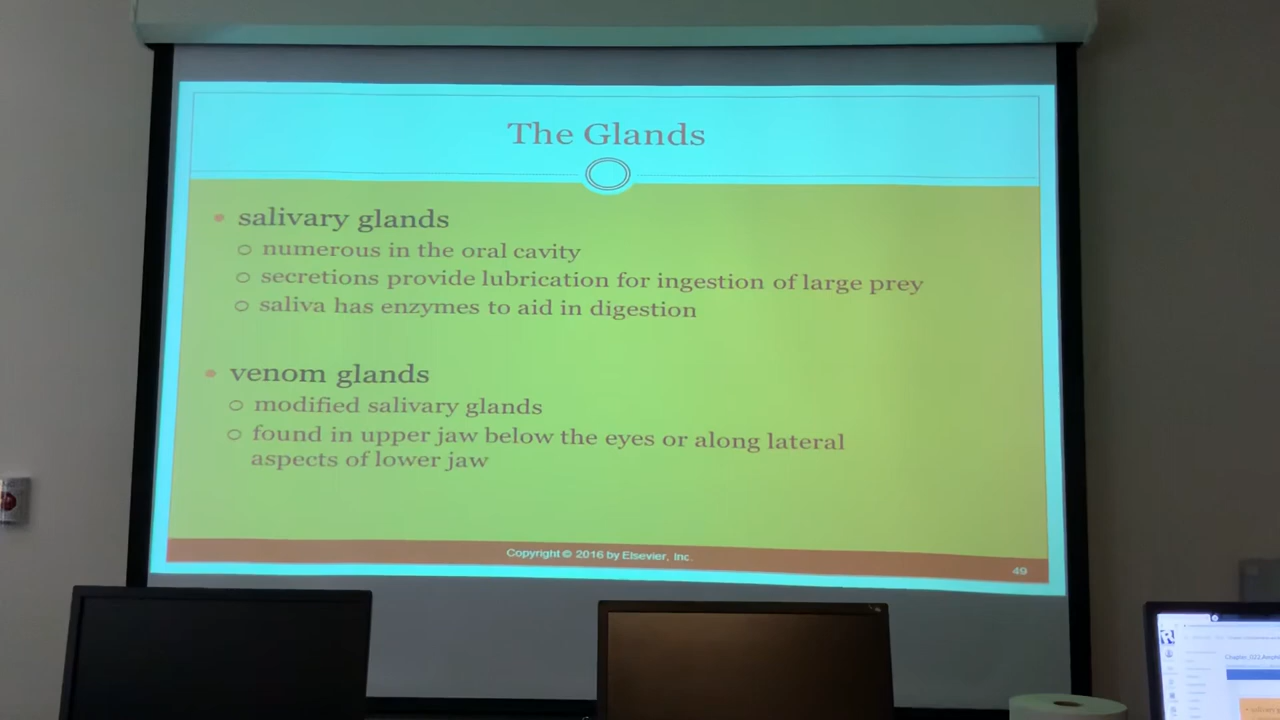 The Glands
• salivary glands
○ numerous in the oral cavity
○ secretions provide lubrication for ingestion of large prey
○ saliva has enzymes to aid in digestion
• venom glands
○ modified salivary glands
○ found in upper jaw below the eyes or along lateral
aspects of lower jaw
Copyright © 2016 by Elsevier, Inc.
49